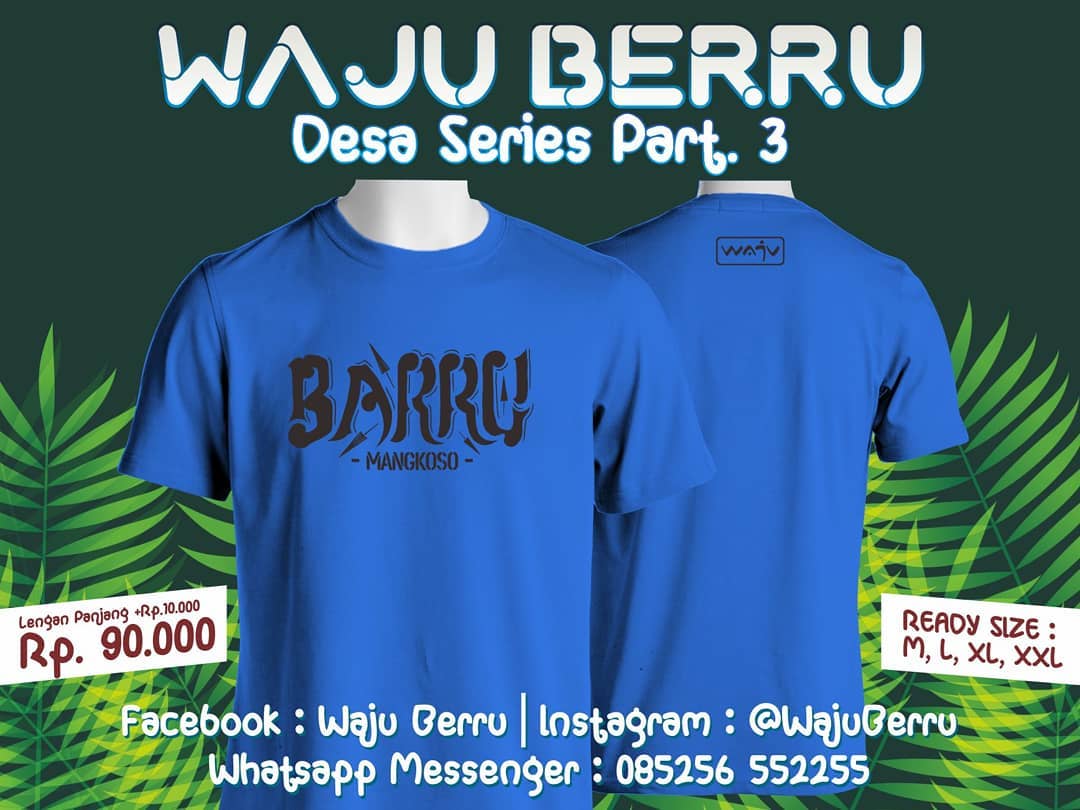 WAJU BERRU
Desa Series Part. 3
waju
BARRU
- MANGKOSO -
Lengan Panjang +Rp.10.000
Rp. 90.000
READY SIZE :
M, L, XL, XXL
Facebook : Waju Berru | Instagram : @WajuBerru
Whatsapp Messenger : 085256 552255